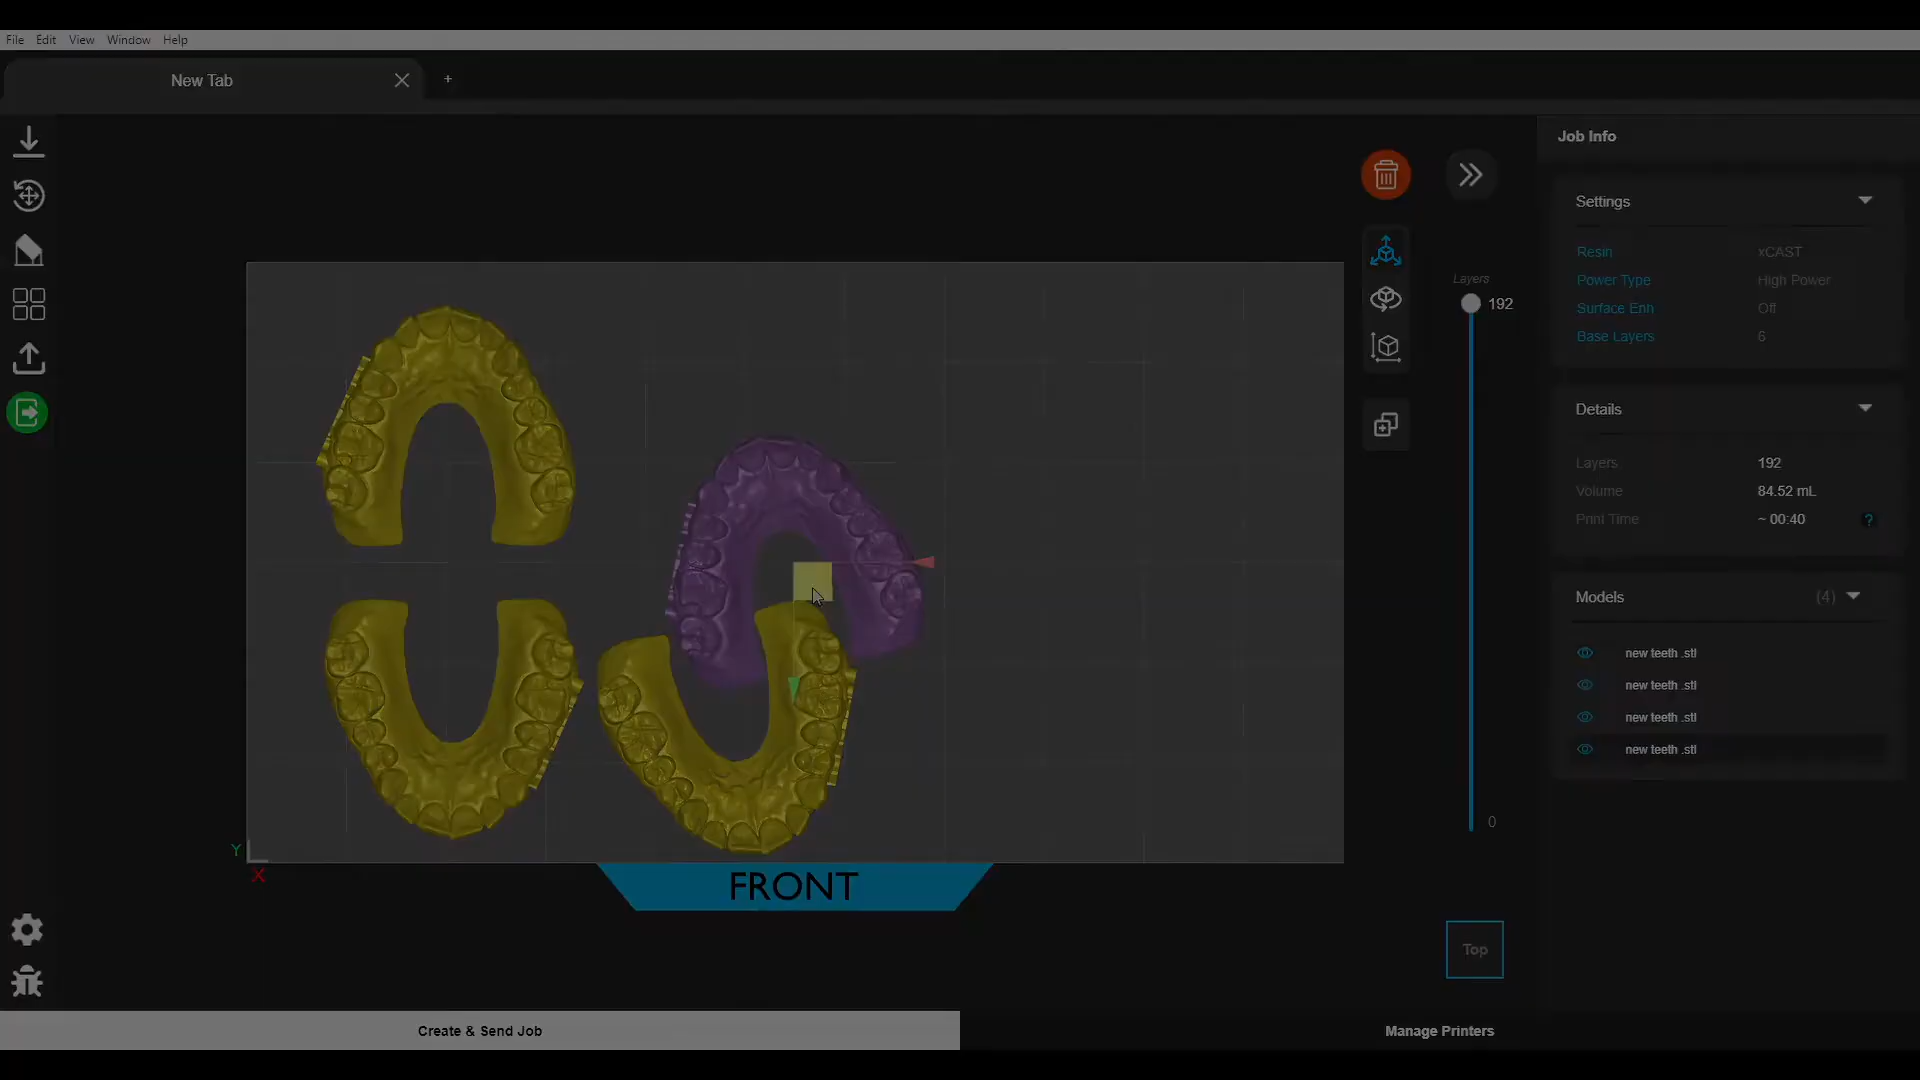 File Edit View Window Help
New Tab
Job Info
Settings
Resin xCAST
Power Type High Power
Surface Enh Off
Base Layers 6
Layers
192
0
Details
Layers 192
Volume 84.52 mL
Print Time ~ 00:40 ?
Models (4)
new teeth .stl
new teeth .stl
new teeth .stl
new teeth .stl
Y
X
FRONT
Top
Create & Send Job
Manage Printers